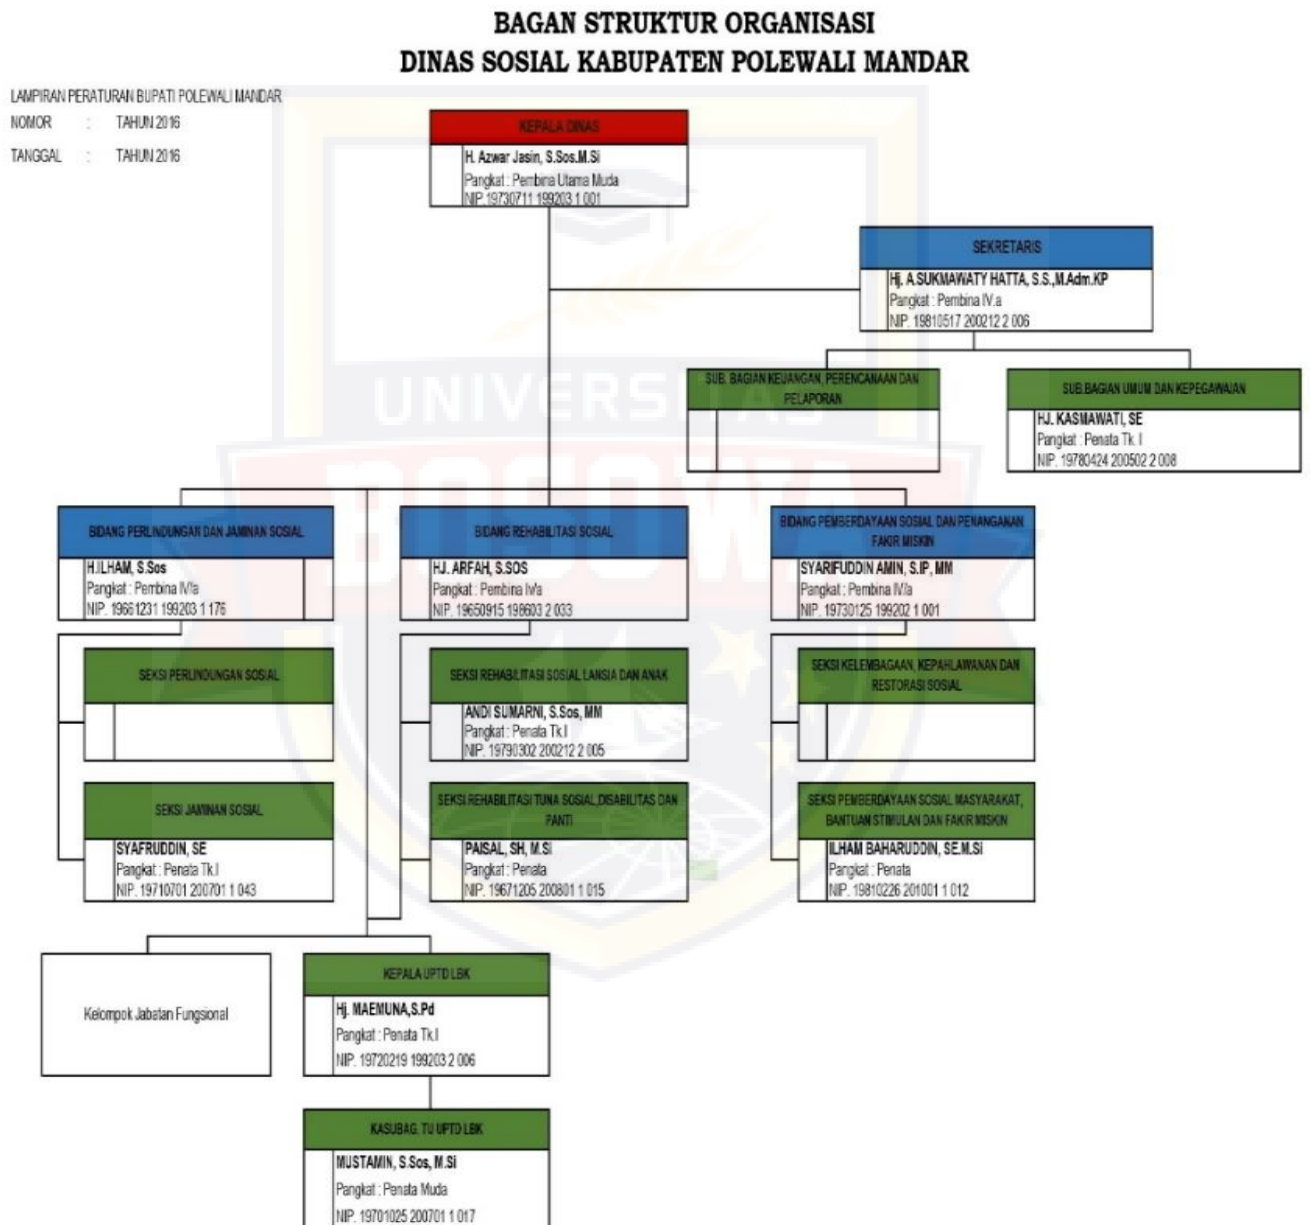 BAGAN STRUKTUR ORGANISASI
DINAS SOSIAL KABUPATEN POLEWALI MANDAR
LAMPIRAN PERATURAN BUPATI POLEWALI MANDAR
NOMOR : TAHUN 2016
TANGGAL : TAHUN 2016
KEPALA DINAS
H. Azwar Jasin, S.Sos.M.Si
Pangkat : Pembina Utama Muda
NIP.19730711 199203 1 001
SEKRETARIS
Hj. A.SUKMAWATY HATTA, S.S.,M.Adm.KP
Pangkat : Pembina IV.a
NIP. 19810517 200212 2 006
SUB. BAGIAN KEUANGAN, PERENCANAAN DAN
PELAPORAN
SUB.BAGIAN UMUM DAN KEPEGAWAIAN
HJ. KASMAWATI, SE
Pangkat : Penata Tk. I
NIP. 19780424 200502 2 008
UNIVERSITAS
BOSOWA
BIDANG PERLINDUNGAN DAN JAMINAN SOSIAL
H.ILHAM, S.Sos
Pangkat : Pembina IV/a
NIP. 19661231 199203 1 176
BIDANG REHABILITASI SOSIAL
HJ. ARFAH, S.SOS
Pangkat : Pembina IV/a
NIP. 19650915 198603 2 033
BIDANG PEMBERDAYAAN SOSIAL DAN PENANGANAN
FAKIR MISKIN
SYARIFUDDIN AMIN, S.IP, MM
Pangkat : Pembina IV/a
NIP. 19730125 199202 1 001
SEKSI PERLINDUNGAN SOSIAL
SEKSI REHABILITASI SOSIAL LANSIA DAN ANAK
ANDI SUMARNI, S.Sos, MM
Pangkat : Penata Tk.I
NIP. 19790302 200212 2 005
SEKSI KELEMBAGAAN, KEPAHLAWANAN DAN
RESTORASI SOSIAL
SEKSI JAMINAN SOSIAL
SYAFRUDDIN, SE
Pangkat : Penata Tk.I
NIP. 19710701 200701 1 043
SEKSI REHABILITASI TUNA SOSIAL,DISABILITAS DAN
PANTI
PAISAL, SH, M.Si
Pangkat : Penata
NIP. 19671205 200801 1 015
SEKSI PEMBERDAYAAN SOSIAL MASYARAKAT,
BANTUAN STIMULAN DAN FAKIR MISKIN
ILHAM BAHARUDDIN, SE.M.Si
Pangkat : Penata
NIP. 19810226 201001 1 012
Kelompok Jabatan Fungsional
KEPALA UPTD LBK
Hj. MAEMUNA,S.Pd
Pangkat : Penata Tk.I
NIP. 19720219 199203 2 006
KASUBAG. TU UPTD LBK
MUSTAMIN, S.Sos, M.Si
Pangkat : Penata Muda
NIP. 19701025 200701 1 017